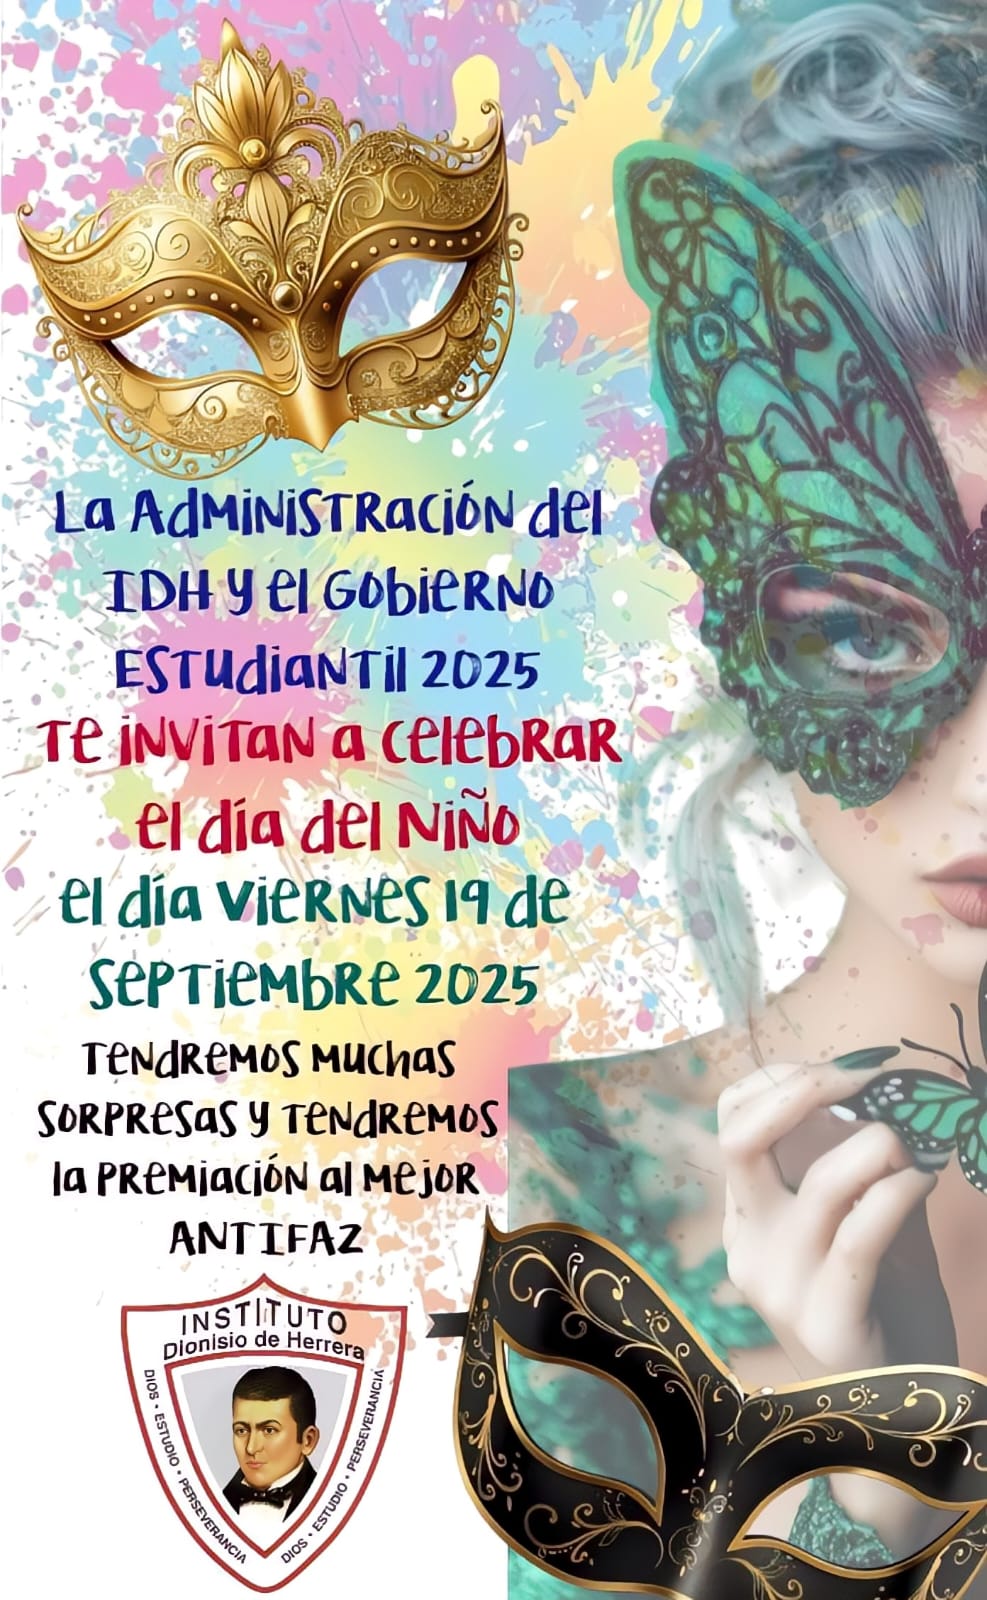 La Administración del
IDH y el Gobierno
Estudiantil 2025
te invitan a celebrar
el día del Niño
el día viernes 19 de
septiembre 2025
Tendremos muchas
sorpresas y tendremos
la premiación al mejor
ANTIFAZ
INSTITUTO
Dionisio de Herrera
DIOS • ESTUDIO • PERSEVERANCIA
DIOS • ESTUDIO • PERSEVERANCIA